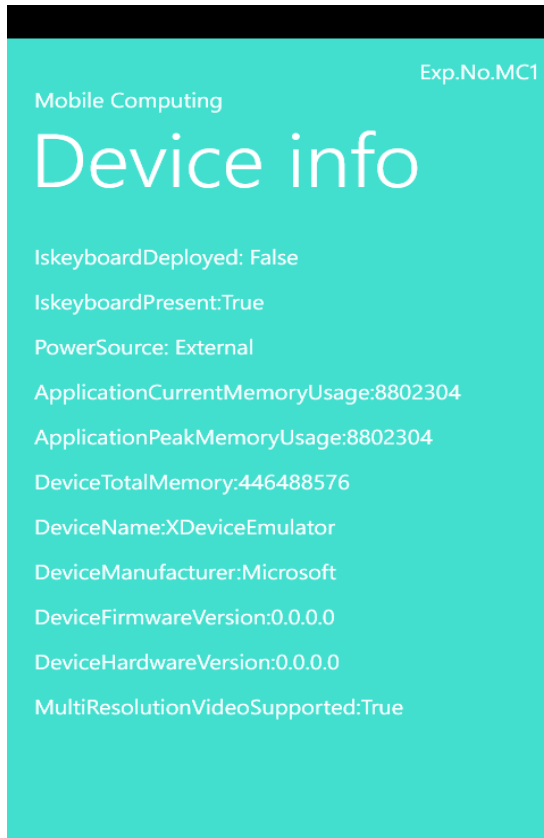 Exp.No.MC1
Mobile Computing
Device info
IskeyboardDeployed: False
IskeyboardPresent:True
PowerSource: External
ApplicationCurrentMemoryUsage:8802304
ApplicationPeakMemoryUsage:8802304
DeviceTotalMemory:446488576
DeviceName:XDeviceEmulator
DeviceManufacturer:Microsoft
DeviceFirmwareVersion:0.0.0.0
DeviceHardwareVersion:0.0.0.0
MultiResolutionVideoSupported:True